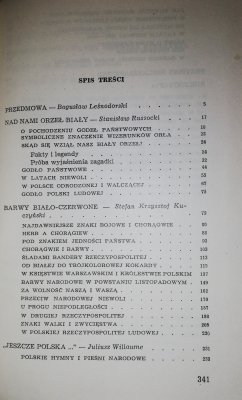 SPIS TREŚCI
PRZEDMOWA — Bogusław Leśnodorski . . . . . 5
NAD NAMI ORZEŁ BIAŁY — Stanisław Russocki . . . . 17
O POCHODZENIU GODEŁ PAŃSTWOWYCH
SYMBOLICZNE ZNACZENIE WIZERUNKÓW ORŁA
SKĄD SIĘ WZIĄŁ NASZ BIAŁY ORZEŁ
Fakty i legendy
Próba wyjaśnienia zagadki
GODŁO PAŃSTWOWE
W LATACH NIEWOLI
W POLSCE ODRODZONEJ I WALCZĄCEJ
GODŁO POLSKI LUDOWEJ
BARWY BIAŁO-CZERWONE — Stefan Krzysztof Ku-
czyński
NAJDAWNIEJSZE ZNAKI BOJOWE I CHORĄGWIE
HERB A CHORĄGIEW
POD ZNAKIEM JEDNOŚCI PAŃSTWA
CHORĄGWIE I BARWY
ŚLADAMI BANDERY RZECZYPOSPOLITEJ
OD BIAŁEJ DO TRÓJKOLOROWEJ KOKARDY
W KSIĘSTWIE WARSZAWSKIM I KRÓLESTWIE POLSKIM
BARWY NARODOWE W POWSTANIU LISTOPADOWYM
ZA WOLNOŚĆ NASZĄ I WASZĄ
PRZECIW NARODOWEJ NIEWOLI
U PROGU NIEPODLEGŁOŚCI
W DRUGIEJ RZECZYPOSPOLITEJ
ZNAKI WALKI I ZWYCIĘSTWA
W POLSKIEJ RZECZYPOSPOLITEJ LUDOWEJ
„JESZCZE POLSKA ..." — Juliusz Willaume
POLSKIE HYMNY I PIEŚNI NARODOWE
341